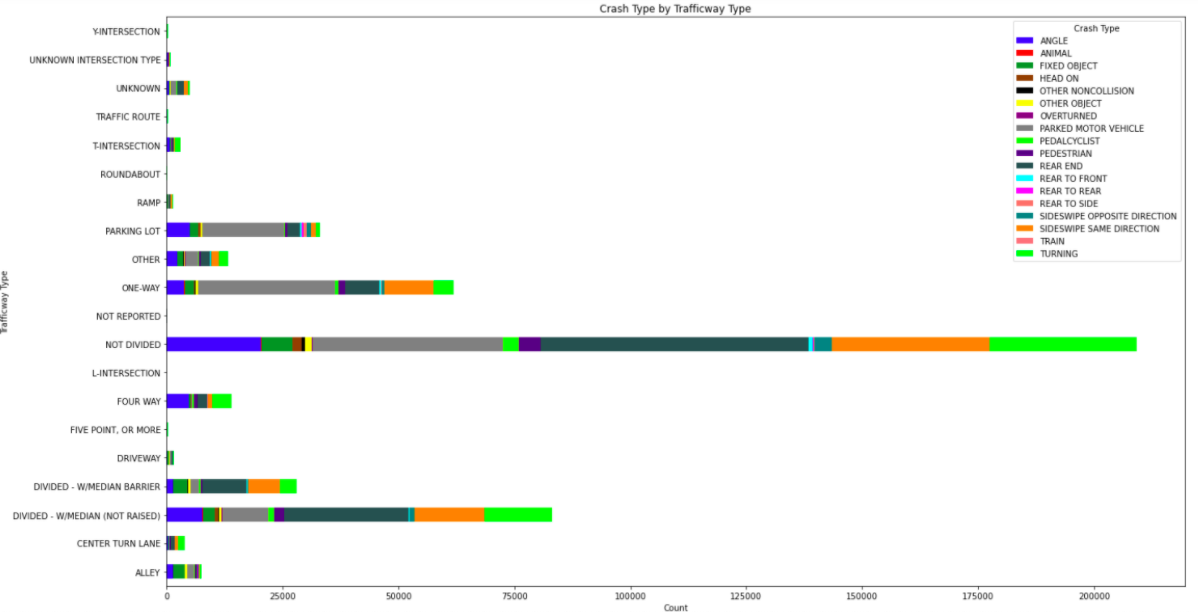 Crash Type by Trafficway Type
Trafficway Type
Y-INTERSECTION
UNKNOWN INTERSECTION TYPE
UNKNOWN
TRAFFIC ROUTE
T-INTERSECTION
ROUNDABOUT
RAMP
PARKING LOT
OTHER
ONE-WAY
NOT REPORTED
NOT DIVIDED
L-INTERSECTION
FOUR WAY
FIVE POINT, OR MORE
DRIVEWAY
DIVIDED - W/MEDIAN BARRIER
DIVIDED - W/MEDIAN (NOT RAISED)
CENTER TURN LANE
ALLEY
0 25000 50000 75000 100000 125000 150000 175000 200000
Count
Crash Type
ANGLE
ANIMAL
FIXED OBJECT
HEAD ON
OTHER NONCOLLISION
OTHER OBJECT
OVERTURNED
PARKED MOTOR VEHICLE
PEDALCYCLIST
PEDESTRIAN
REAR END
REAR TO FRONT
REAR TO REAR
REAR TO SIDE
SIDESWIPE OPPOSITE DIRECTION
SIDESWIPE SAME DIRECTION
TRAIN
TURNING